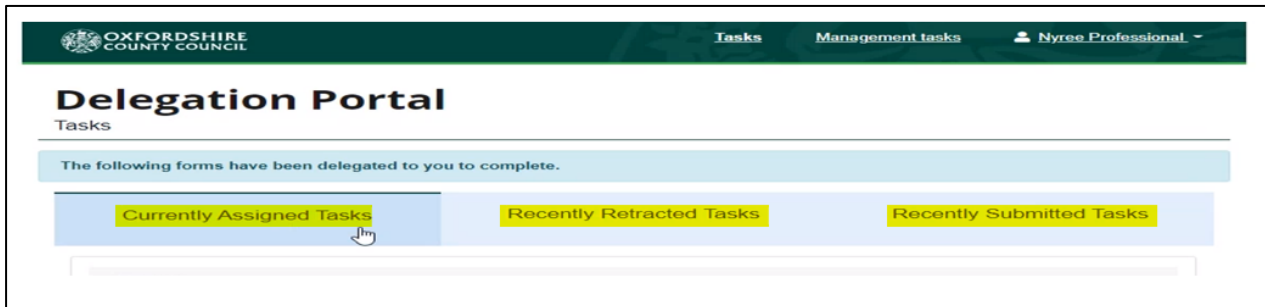 OXFORDSHIRE
COUNTY COUNCIL
Tasks Management tasks Nyree Professional
Delegation Portal
Tasks
The following forms have been delegated to you to complete.
Currently Assigned Tasks Recently Retracted Tasks Recently Submitted Tasks